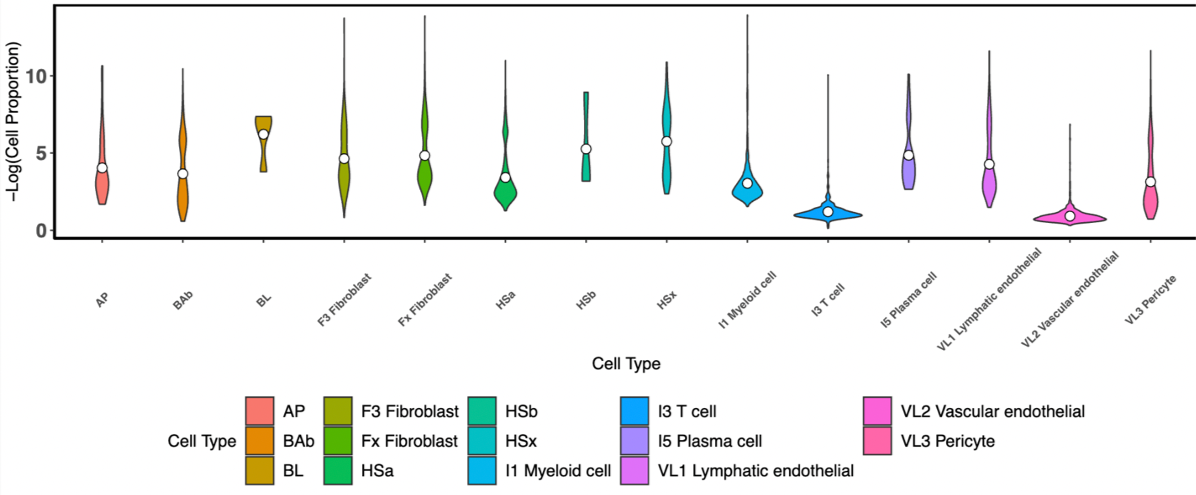 −Log(Cell Proportion)
10
5
0
AP
BAb
BL
F3 Fibroblast
Fx Fibroblast
HSa
HSb
HSx
I1 Myeloid cell
I3 T cell
I5 Plasma cell
VL1 Lymphatic endothelial
VL2 Vascular endothelial
VL3 Pericyte
Cell Type
Cell Type
AP
BAb
BL
F3 Fibroblast
Fx Fibroblast
HSa
HSb
HSx
I1 Myeloid cell
I3 T cell
I5 Plasma cell
VL1 Lymphatic endothelial
VL2 Vascular endothelial
VL3 Pericyte